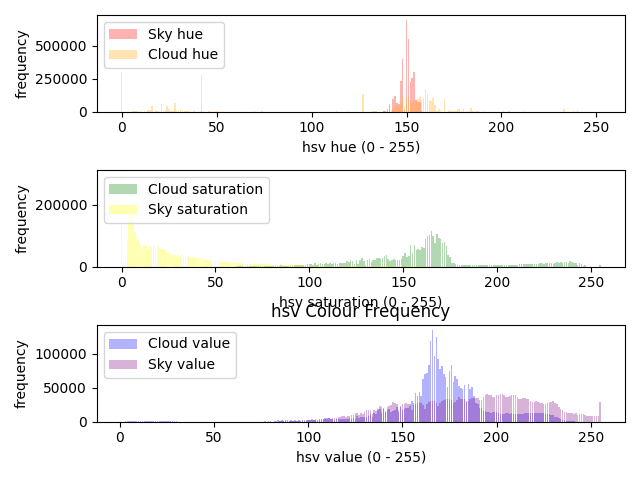 frequency
500000
250000
0
Sky hue
Cloud hue
0 50 100 150 200 250
hsv hue (0 - 255)
frequency
200000
0
Cloud saturation
Sky saturation
0 50 100 150 200 250
hsv saturation (0 - 255)
hsv Colour Frequency
frequency
100000
50000
0
Cloud value
Sky value
0 50 100 150 200 250
hsv value (0 - 255)